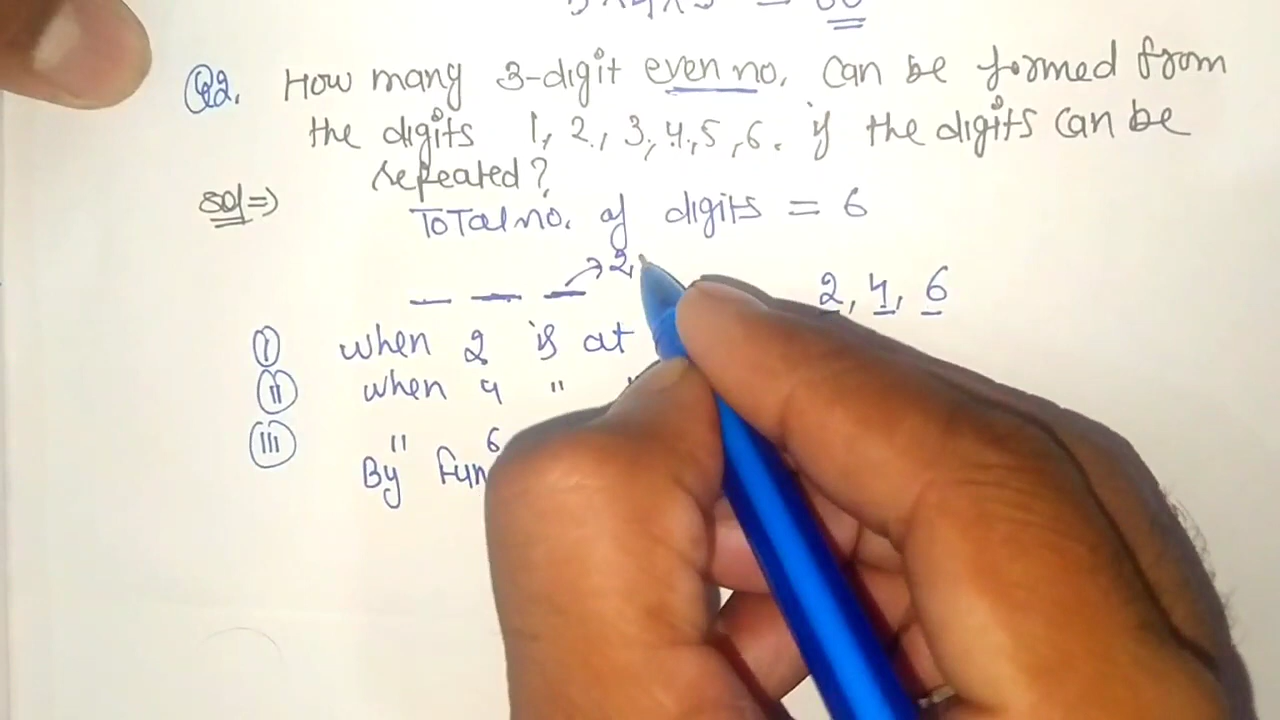 Q2. How many 3-digit even no. can be formed from
the digits 1, 2, 3, 4, 5, 6. if the digits can be
repeated?
Sol⇒
Total no. of digits = 6
_ _ _ → 2,
2, 4, 6
(i) when 2 is at
(ii) when 4 " "
(iii) " 6
By fun